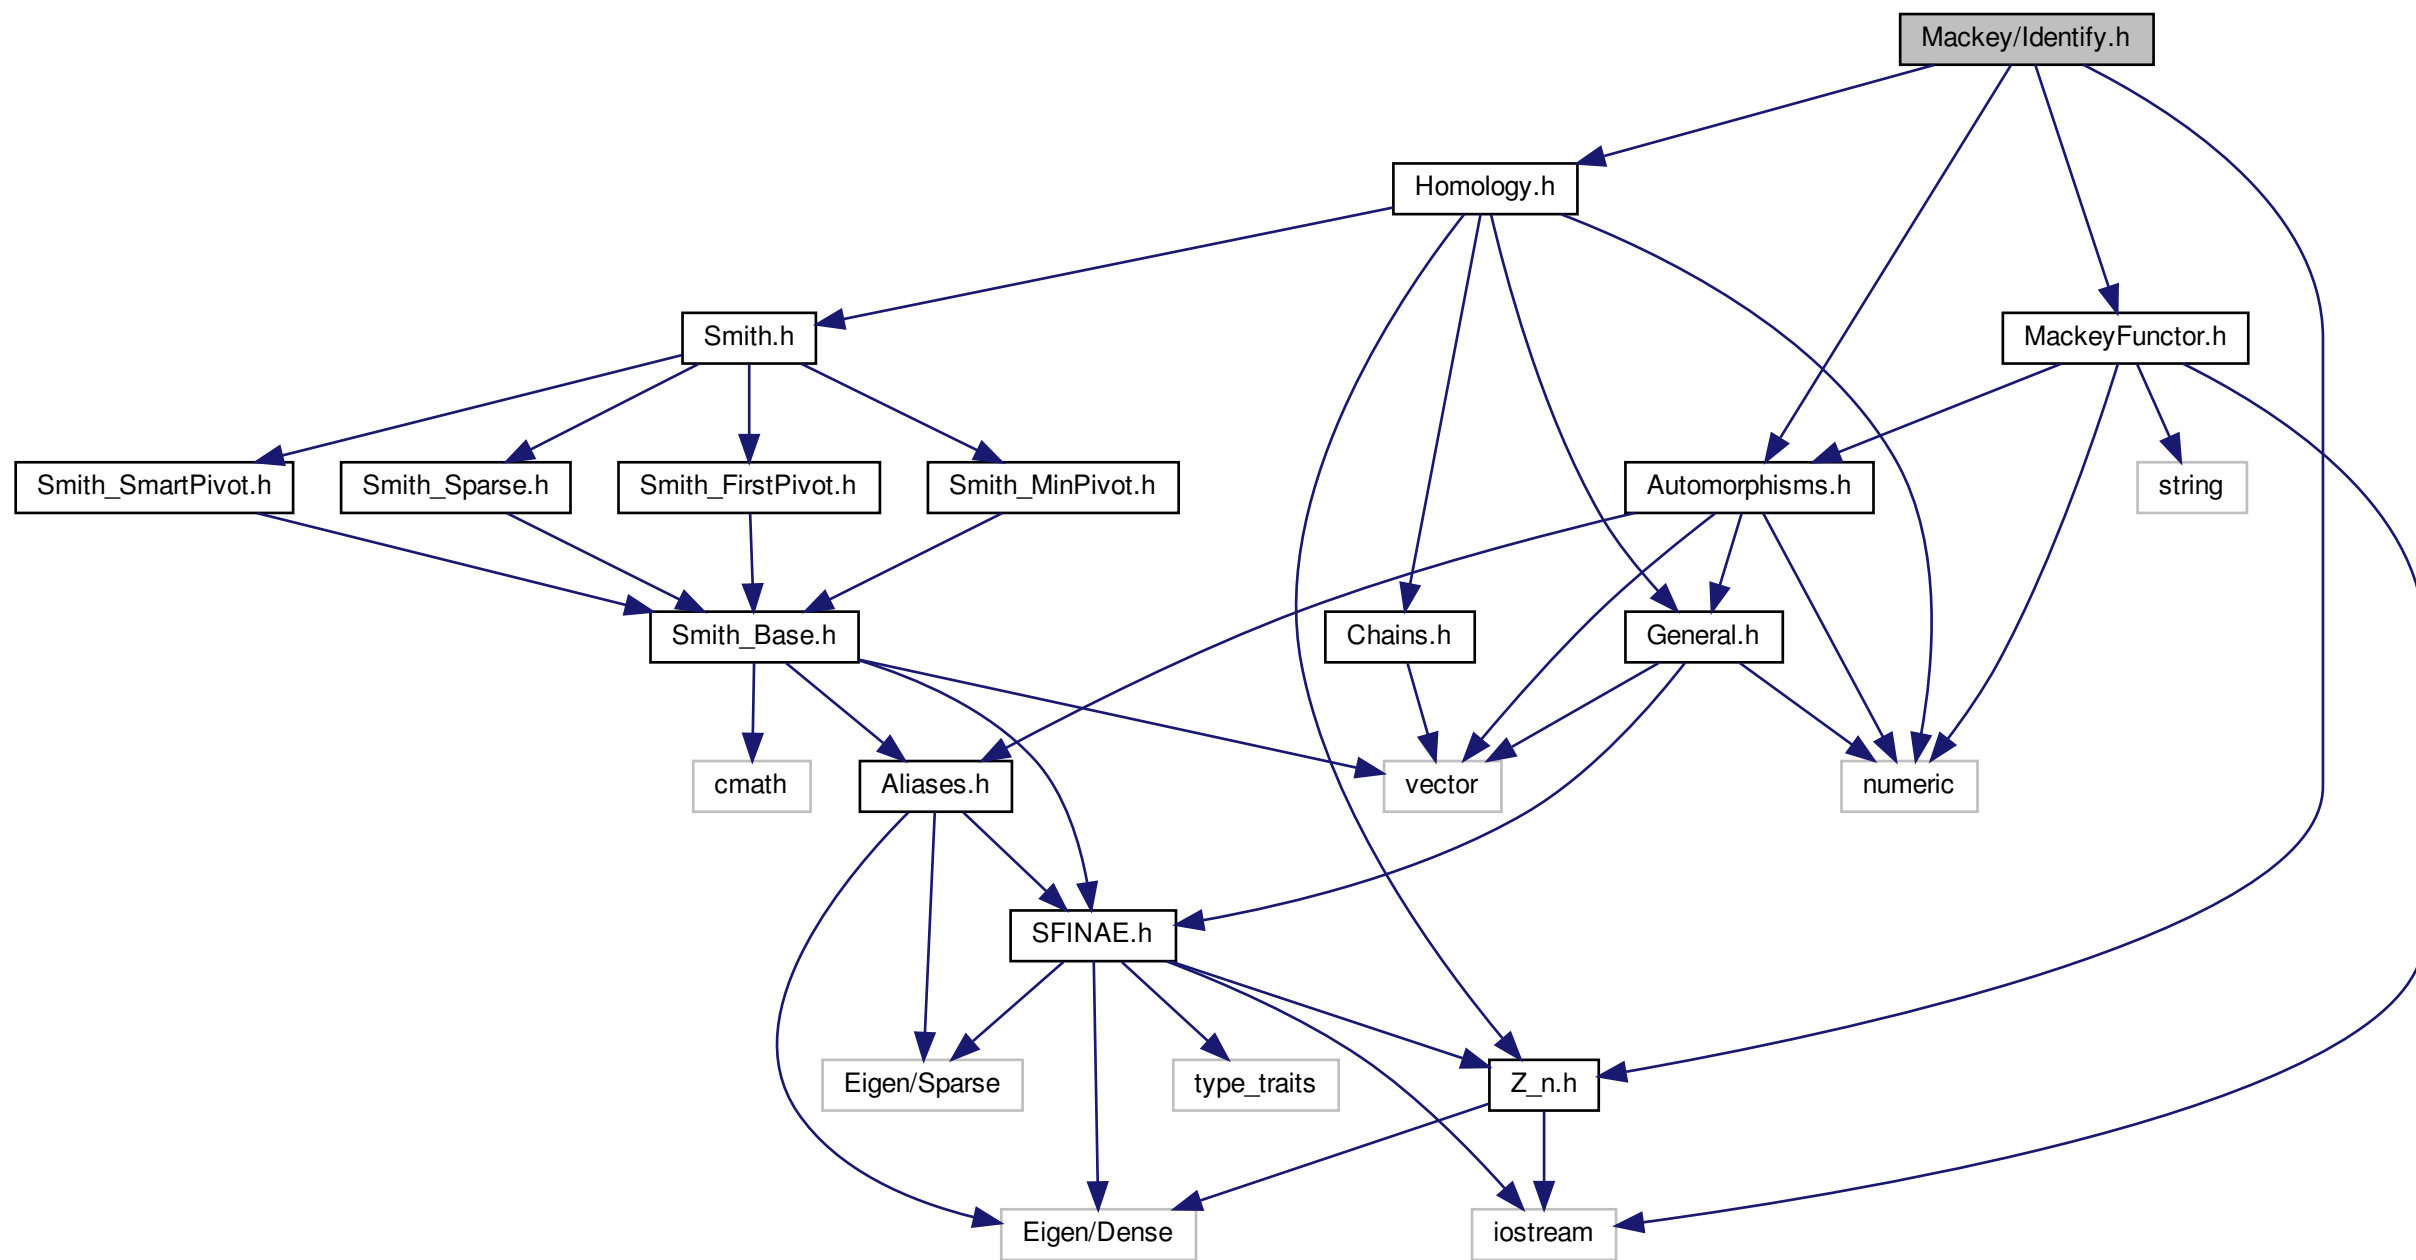 Mackey/Identify.h
Homology.h
Smith.h
MackeyFunctor.h
Smith_SmartPivot.h
Smith_Sparse.h
Smith_FirstPivot.h
Smith_MinPivot.h
Automorphisms.h
string
Smith_Base.h
Chains.h
General.h
cmath
Aliases.h
vector
numeric
SFINAE.h
Eigen/Sparse
type_traits
Z_n.h
Eigen/Dense
iostream